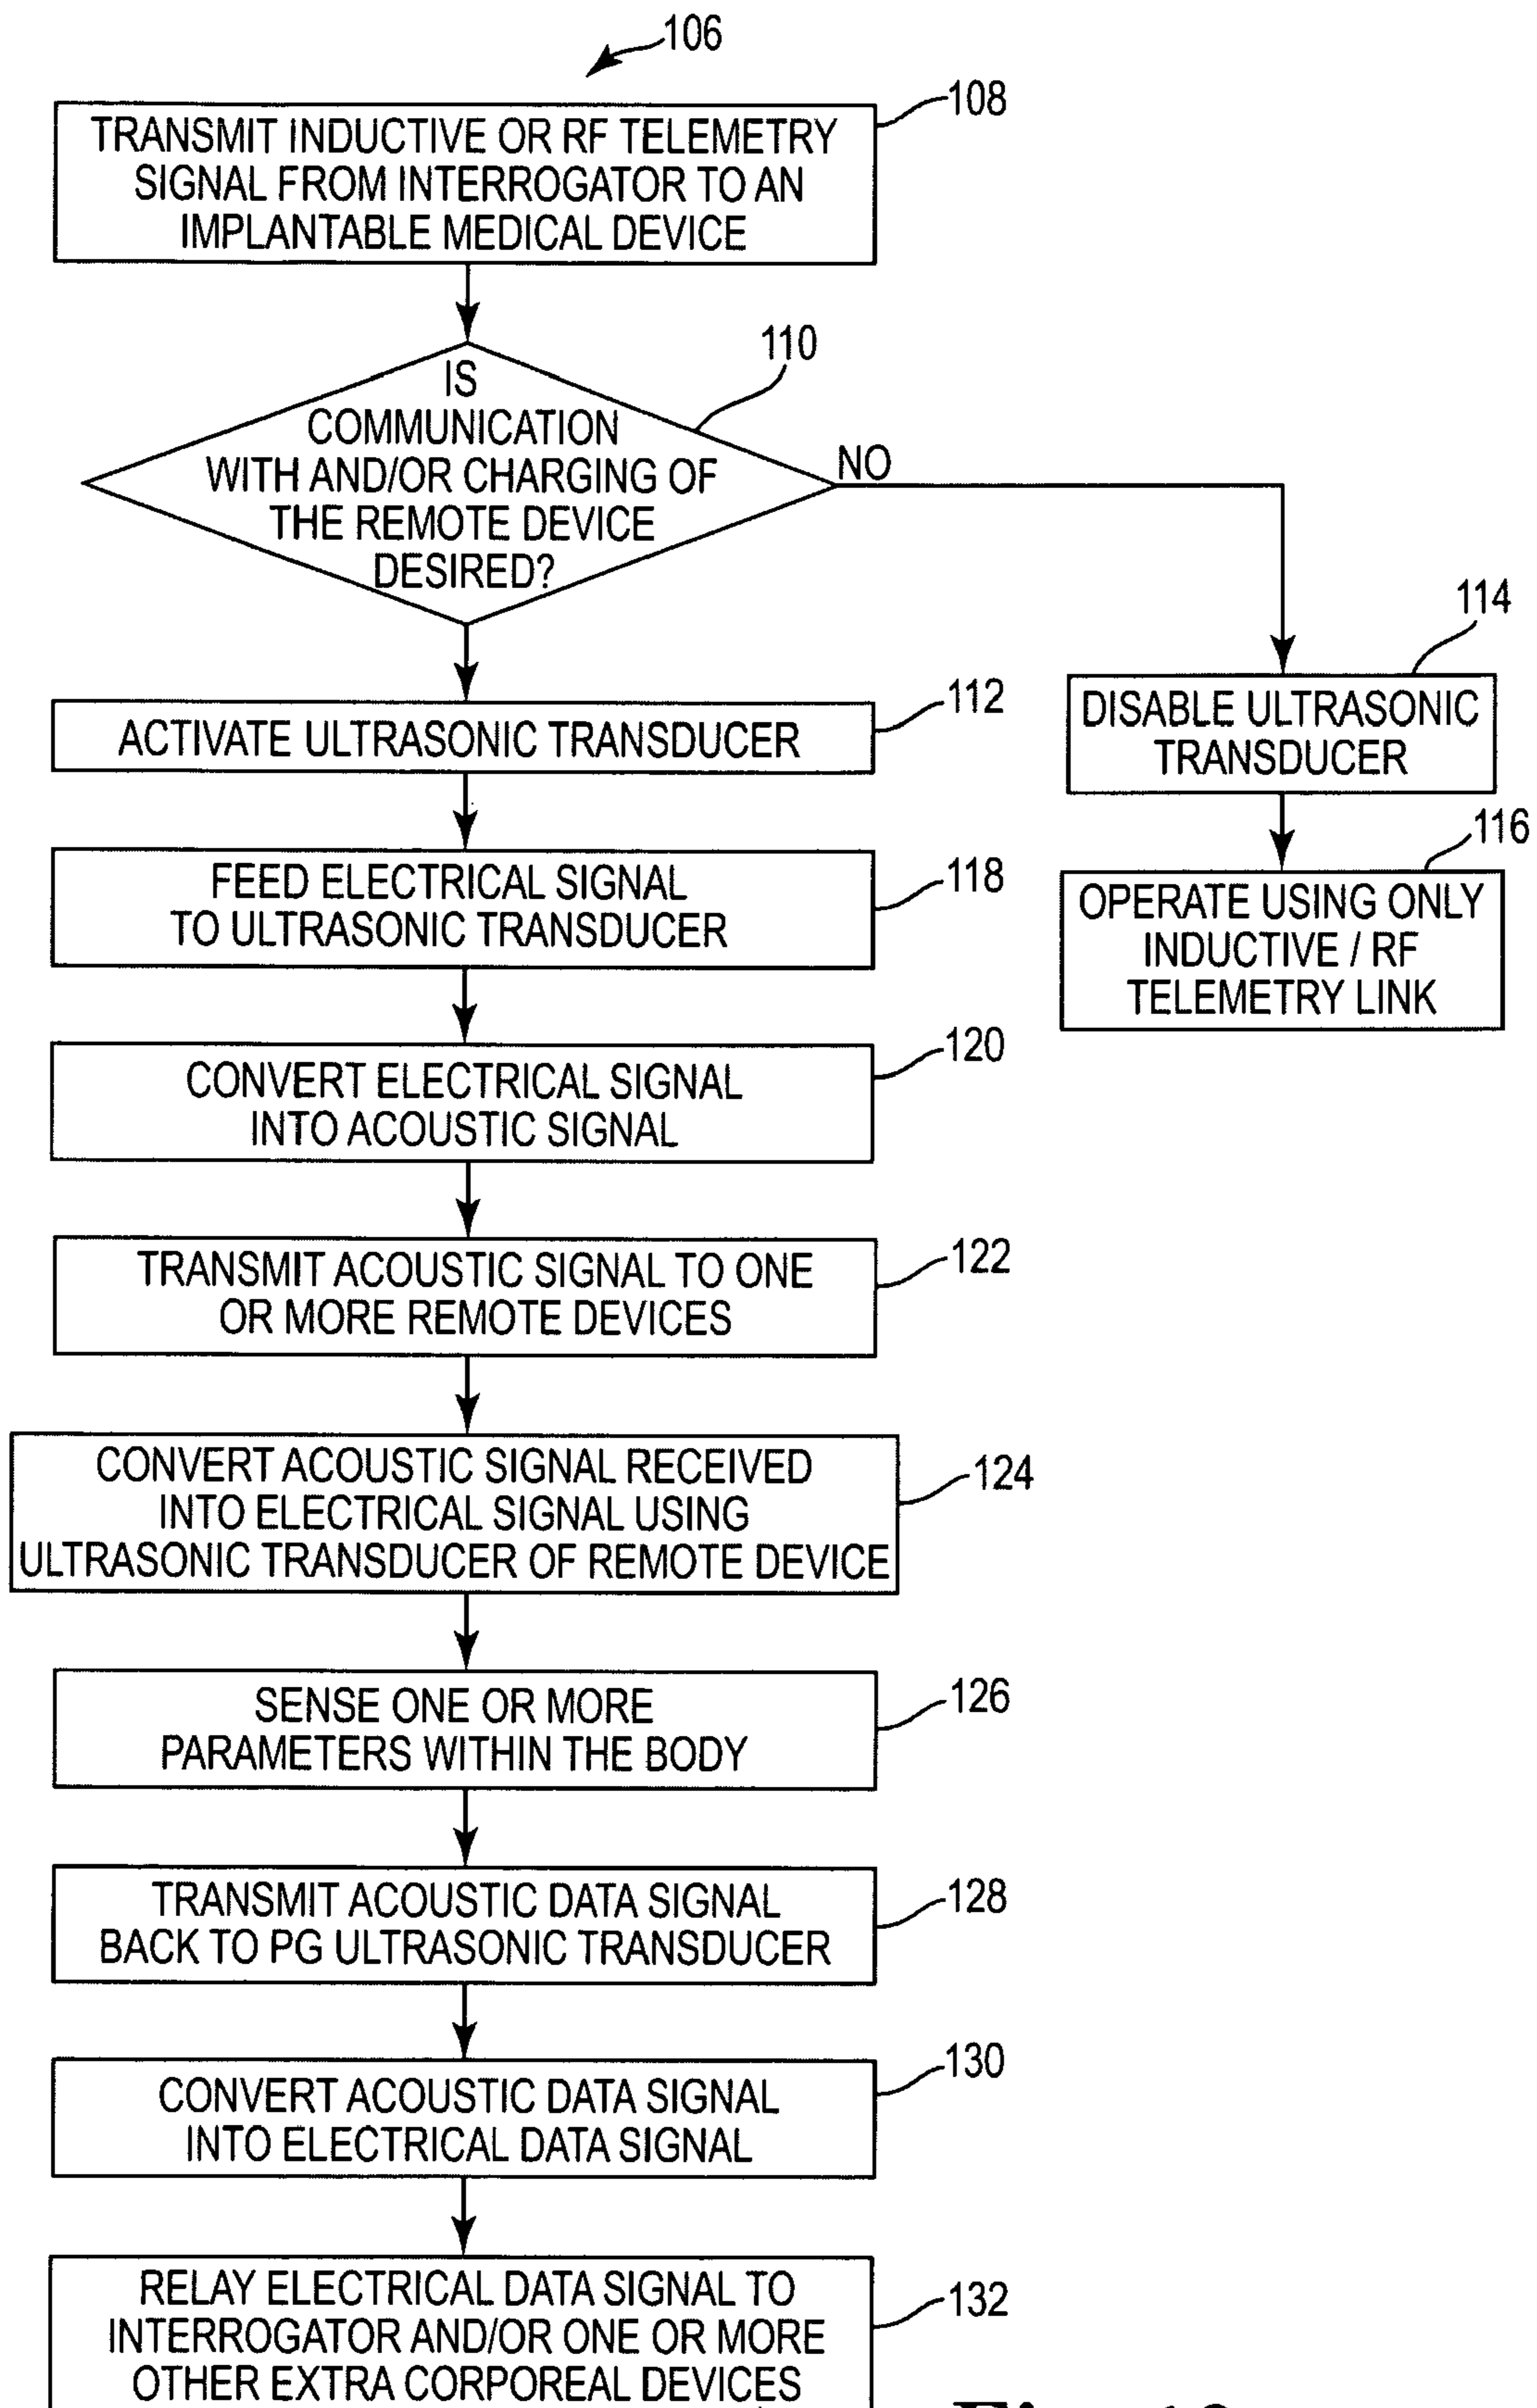 106
108
TRANSMIT INDUCTIVE OR RF TELEMETRY
SIGNAL FROM INTERROGATOR TO AN
IMPLANTABLE MEDICAL DEVICE
110
IS
COMMUNICATION
WITH AND/OR CHARGING OF
THE REMOTE DEVICE
DESIRED?
NO
112
ACTIVATE ULTRASONIC TRANSDUCER
114
DISABLE ULTRASONIC
TRANSDUCER
116
OPERATE USING ONLY
INDUCTIVE / RF
TELEMETRY LINK
118
FEED ELECTRICAL SIGNAL
TO ULTRASONIC TRANSDUCER
120
CONVERT ELECTRICAL SIGNAL
INTO ACOUSTIC SIGNAL
122
TRANSMIT ACOUSTIC SIGNAL TO ONE
OR MORE REMOTE DEVICES
124
CONVERT ACOUSTIC SIGNAL RECEIVED
INTO ELECTRICAL SIGNAL USING
ULTRASONIC TRANSDUCER OF REMOTE DEVICE
126
SENSE ONE OR MORE
PARAMETERS WITHIN THE BODY
128
TRANSMIT ACOUSTIC DATA SIGNAL
BACK TO PG ULTRASONIC TRANSDUCER
130
CONVERT ACOUSTIC DATA SIGNAL
INTO ELECTRICAL DATA SIGNAL
132
RELAY ELECTRICAL DATA SIGNAL TO
INTERROGATOR AND/OR ONE OR MORE
OTHER EXTRA CORPOREAL DEVICES